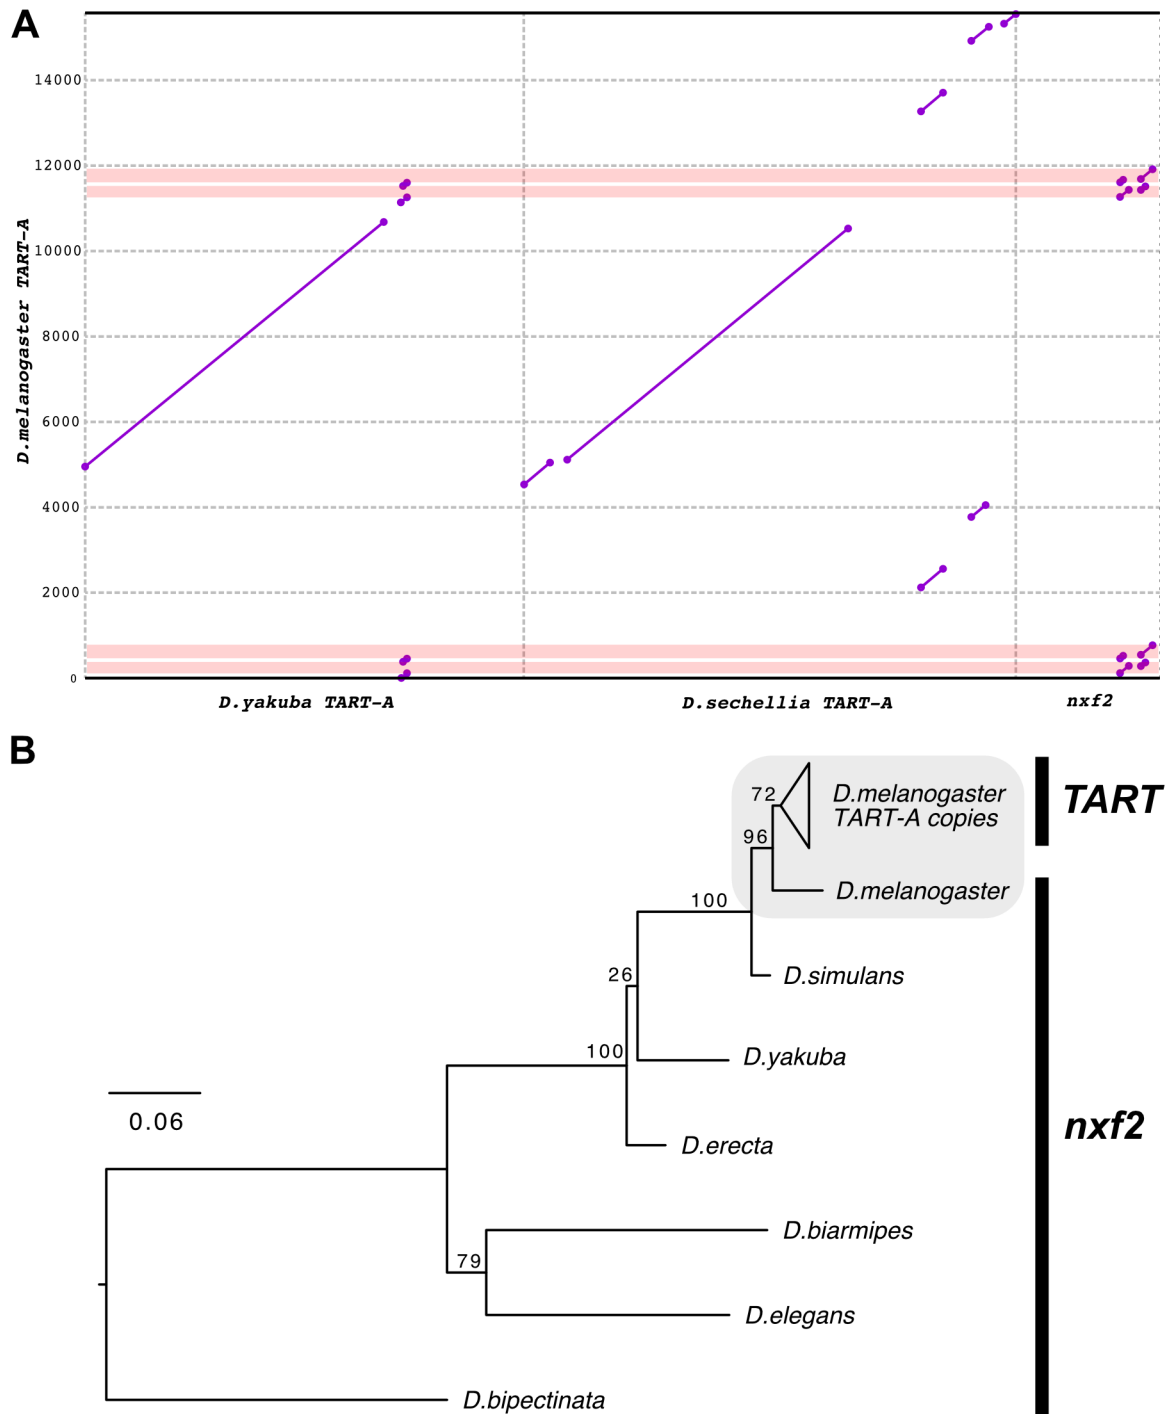 A
14000
12000
10000
8000
6000
4000
2000
0
D.melanogaster TART-A
D.yakuba TART-A
D.sechellia TART-A
nxf2
B
72
D.melanogaster
TART-A copies
TART
96
D.melanogaster
100
D.simulans
26
D.yakuba
100
0.06
nxf2
D.erecta
D.biarmipes
79
D.elegans
D.bipectinata